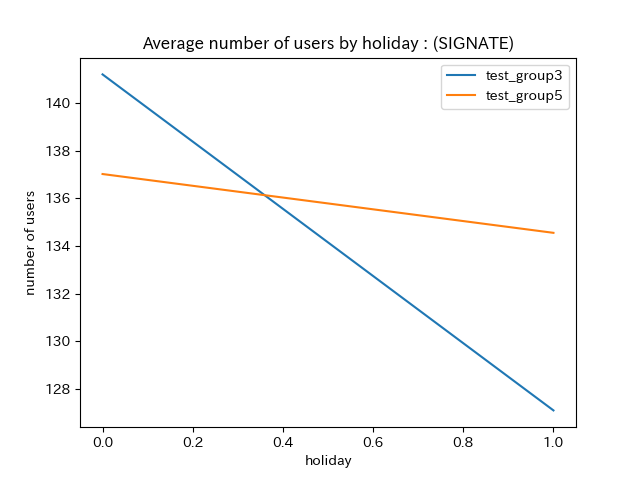 Average number of users by holiday : (SIGNATE)
test_group3
test_group5
number of users
140
138
136
134
132
130
128
0.0 0.2 0.4 0.6 0.8 1.0
holiday